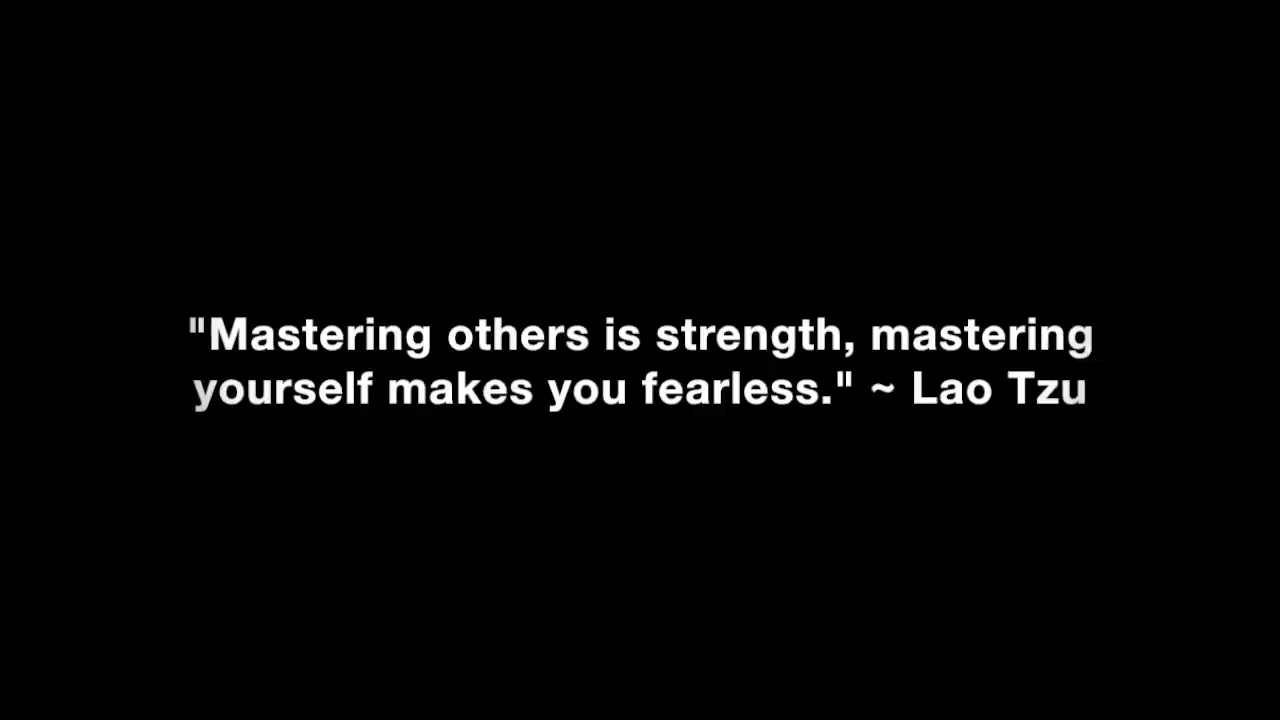 "Mastering others is strength, mastering
yourself makes you fearless." ~ Lao Tzu